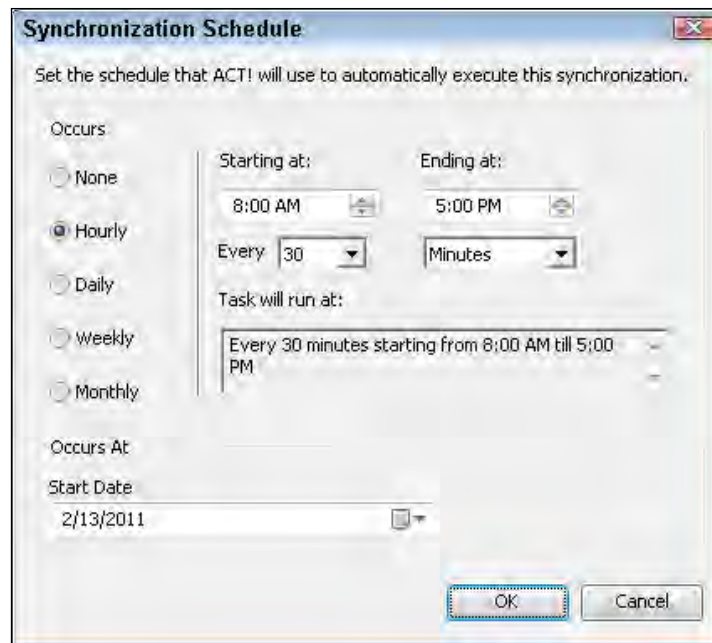 Synchronization Schedule
Set the schedule that ACT! will use to automatically execute this synchronization.
Occurs
None
Hourly
Daily
Weekly
Monthly
Starting at:
Ending at:
8:00 AM
5:00 PM
Every 30 Minutes
Task will run at:
Every 30 minutes starting from 8:00 AM till 5:00
PM
Occurs At
Start Date
2/13/2011
OK
Cancel